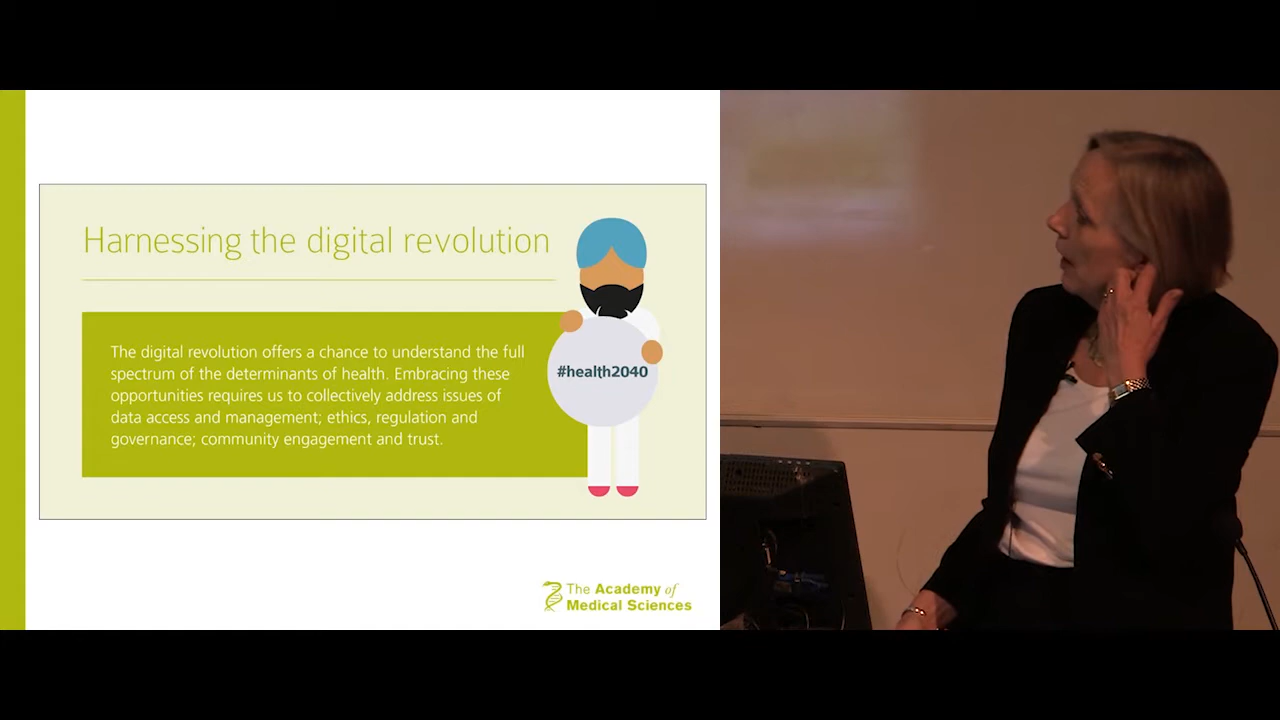 Harnessing the digital revolution
The digital revolution offers a chance to understand the full
spectrum of the determinants of health. Embracing these
opportunities requires us to collectively address issues of
data access and management; ethics, regulation and
governance; community engagement and trust.
#health2040
The Academy of
Medical Sciences